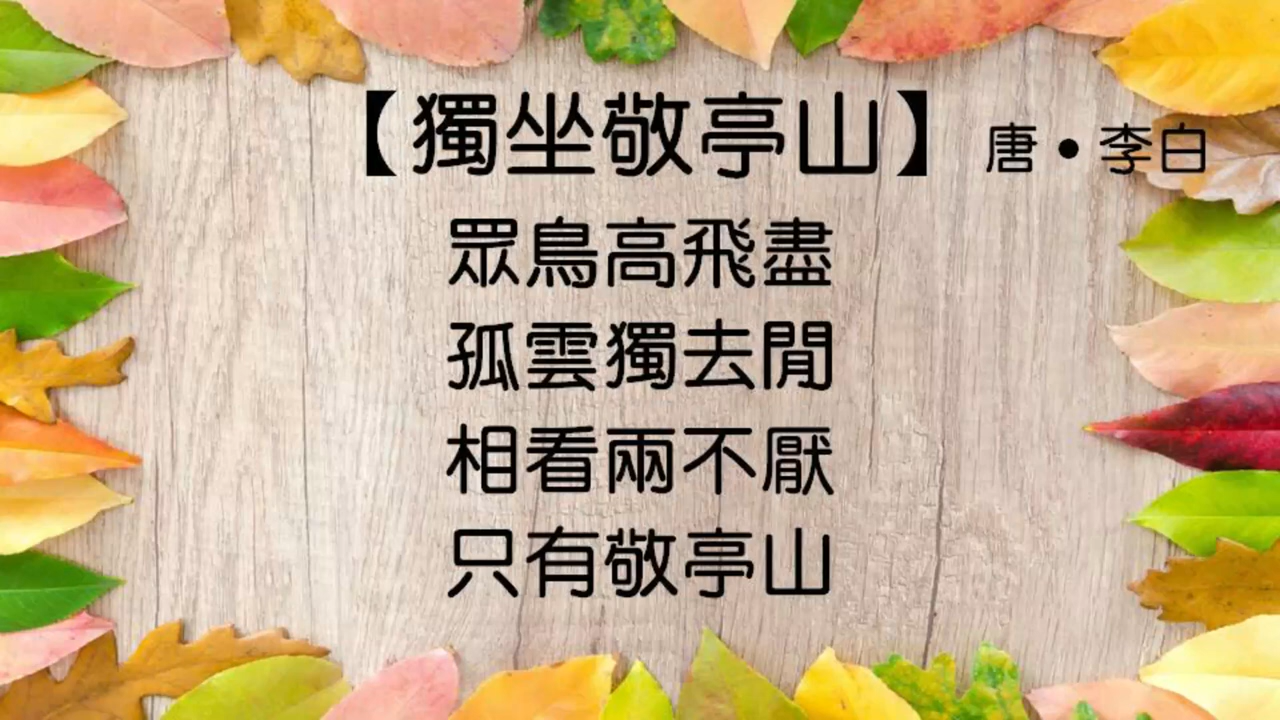 【獨坐敬亭山】 唐•李白
眾鳥高飛盡
孤雲獨去閒
相看兩不厭
只有敬亭山